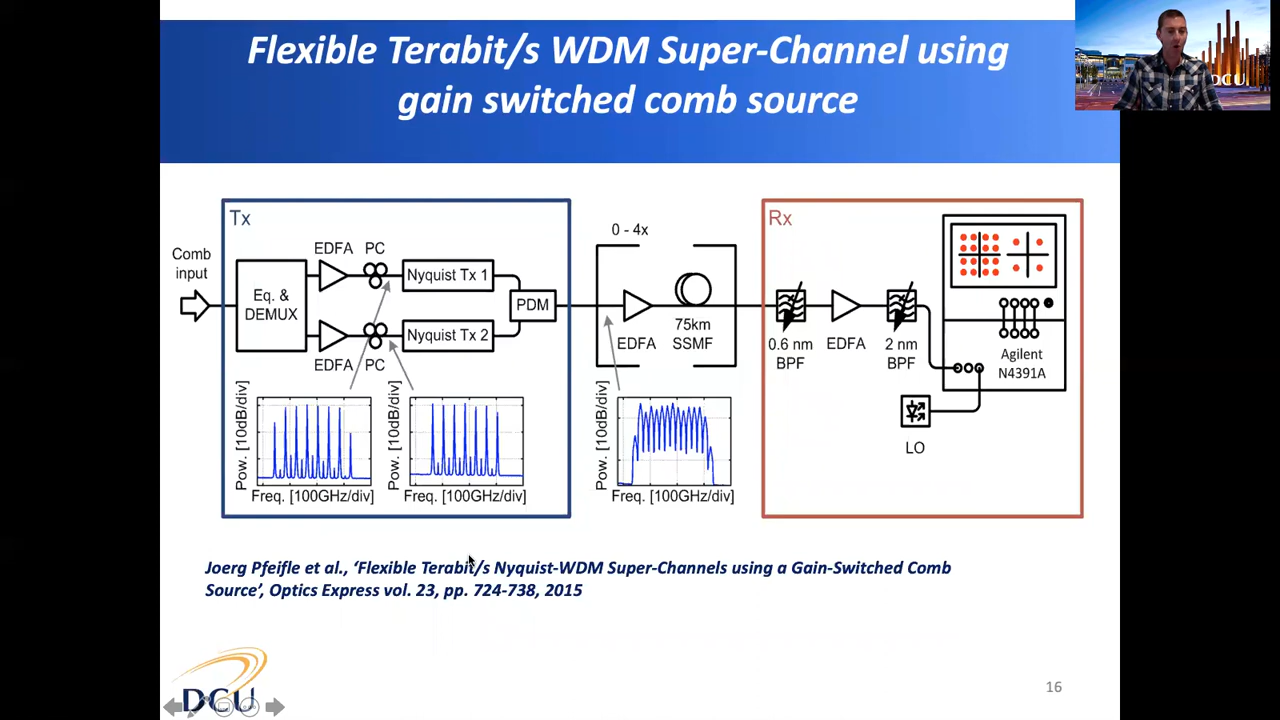 Flexible Terabit/s WDM Super-Channel using
gain switched comb source
DCU
Tx
Comb
input
Eq. &
DEMUX
EDFA
PC
Nyquist Tx 1
PDM
Nyquist Tx 2
EDFA
PC
Pow. [10dB/div]
Freq. [100GHz/div]
Pow. [10dB/div]
Freq. [100GHz/div]
0 - 4x
EDFA
75km
SSMF
Pow. [10dB/div]
Freq. [100GHz/div]
Rx
0.6 nm
BPF
EDFA
2 nm
BPF
Agilent
N4391A
LO
Joerg Pfeifle et al., ‘Flexible Terabit/s Nyquist-WDM Super-Channels using a Gain-Switched Comb
Source’, Optics Express vol. 23, pp. 724-738, 2015
DCU
16